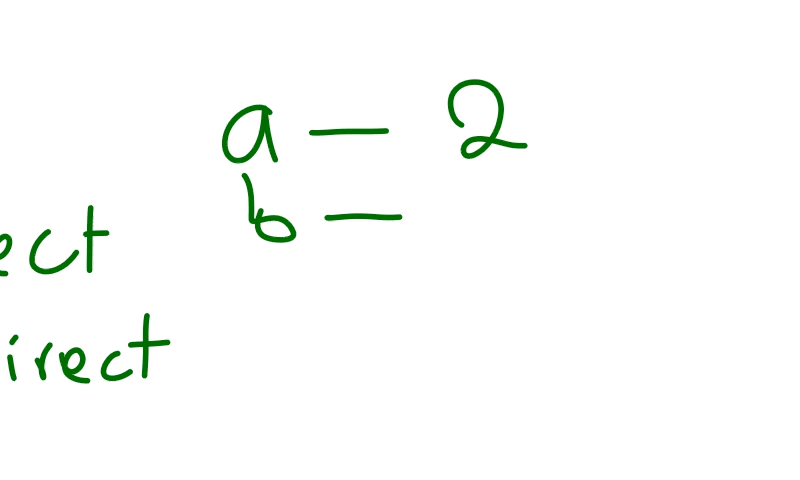 a — 2
b —
ect
irect